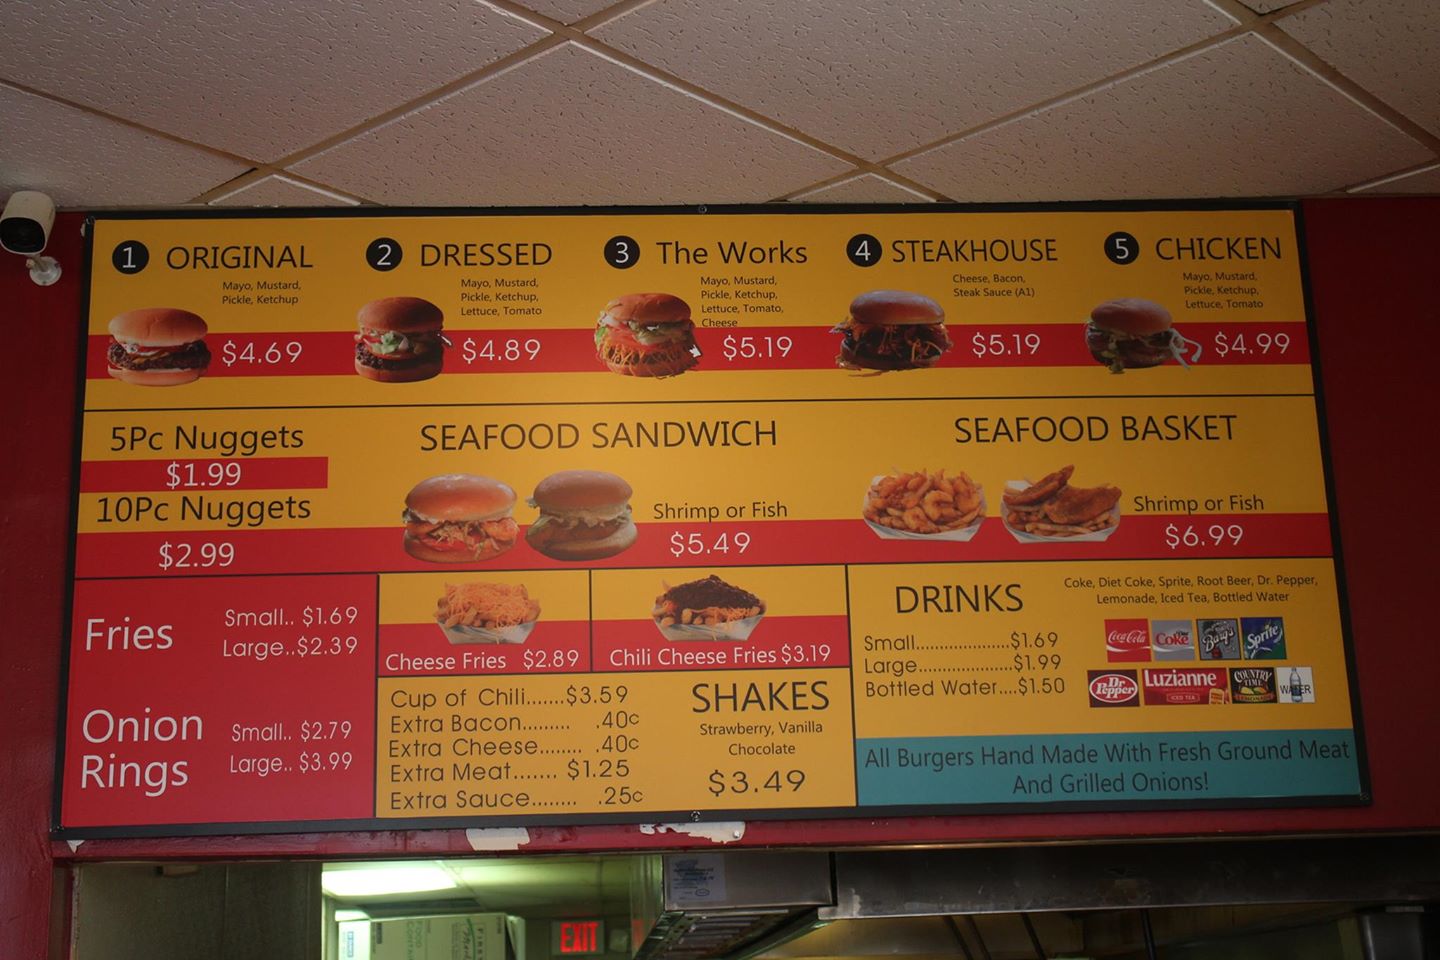 1 ORIGINAL
Mayo, Mustard,
Pickle, Ketchup
$4.69
2 DRESSED
Mayo, Mustard,
Pickle, Ketchup,
Lettuce, Tomato
$4.89
3 The Works
Mayo, Mustard,
Pickle, Ketchup,
Lettuce, Tomato,
Cheese
$5.19
4 STEAKHOUSE
Cheese, Bacon,
Steak Sauce (A1)
$5.19
5 CHICKEN
Mayo, Mustard,
Pickle, Ketchup,
Lettuce, Tomato
$4.99
5Pc Nuggets
$1.99
10Pc Nuggets
$2.99
SEAFOOD SANDWICH
Shrimp or Fish
$5.49
SEAFOOD BASKET
Shrimp or Fish
$6.99
Fries
Small.. $1.69
Large..$2.39
Onion
Rings
Small.. $2.79
Large.. $3.99
Cheese Fries $2.89
Chili Cheese Fries $3.19
Cup of Chili.......$3.59
Extra Bacon......... .40c
Extra Cheese........ .40c
Extra Meat....... $1.25
Extra Sauce........ .25c
SHAKES
Strawberry, Vanilla
Chocolate
$3.49
DRINKS
Small....................$1.69
Large....................$1.99
Bottled Water....$1.50
Coke, Diet Coke, Sprite, Root Beer, Dr. Pepper,
Lemonade, Iced Tea, Bottled Water
Coca-Cola
Diet Coke
Barq's
Sprite
Dr Pepper
Luzianne
ICED TEA
COUNTRY TIME
LEMONADE
WATER
All Burgers Hand Made With Fresh Ground Meat
And Grilled Onions!
EXIT